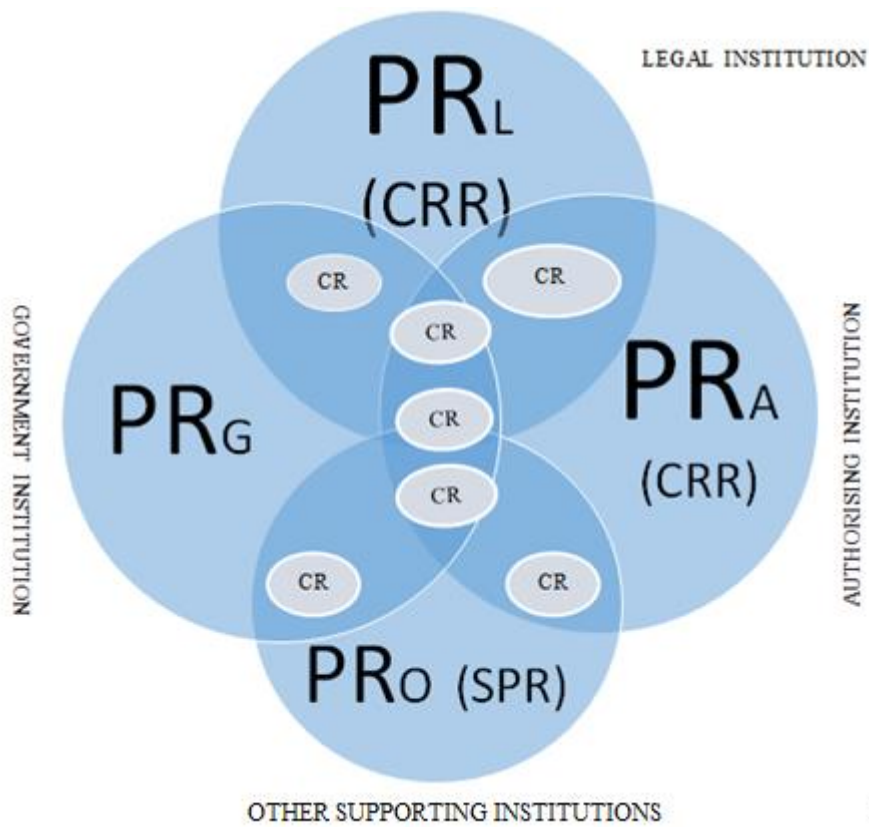 PRL
LEGAL INSTITUTION
(CRR)
CR
CR
CR
GOVERNMENT INSTITUTION
PRG
CR
PRA
(CRR)
AUTHORISING INSTITUTION
CR
CR
CR
PRO (SPR)
OTHER SUPPORTING INSTITUTIONS